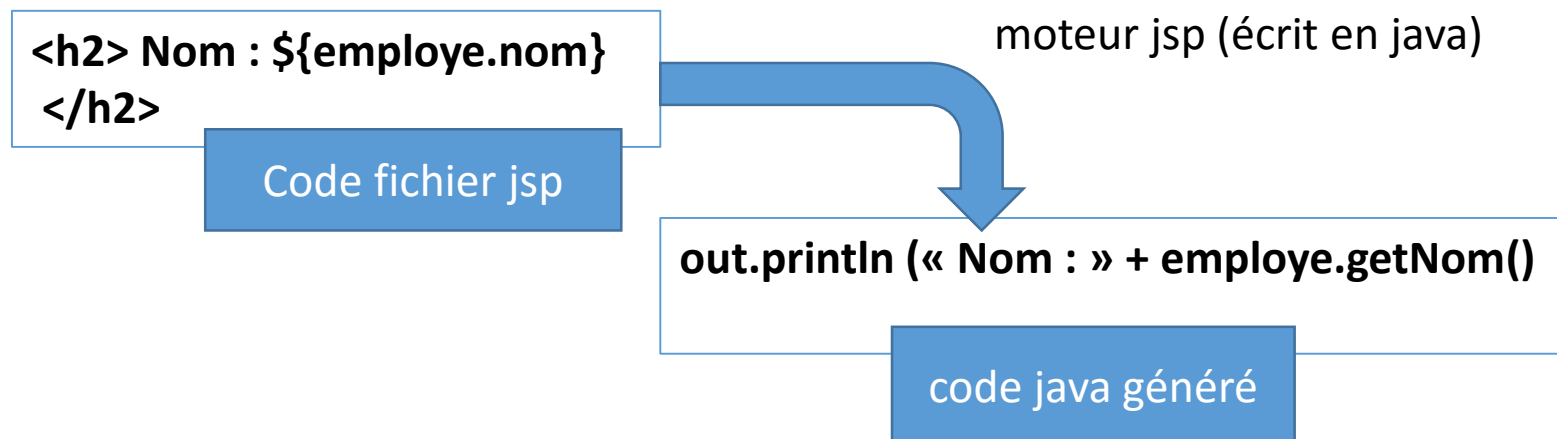 <h2> Nom : ${employe.nom}
</h2>
Code fichier jsp
moteur jsp (écrit en java)
out.println (« Nom : » + employe.getNom()
code java généré